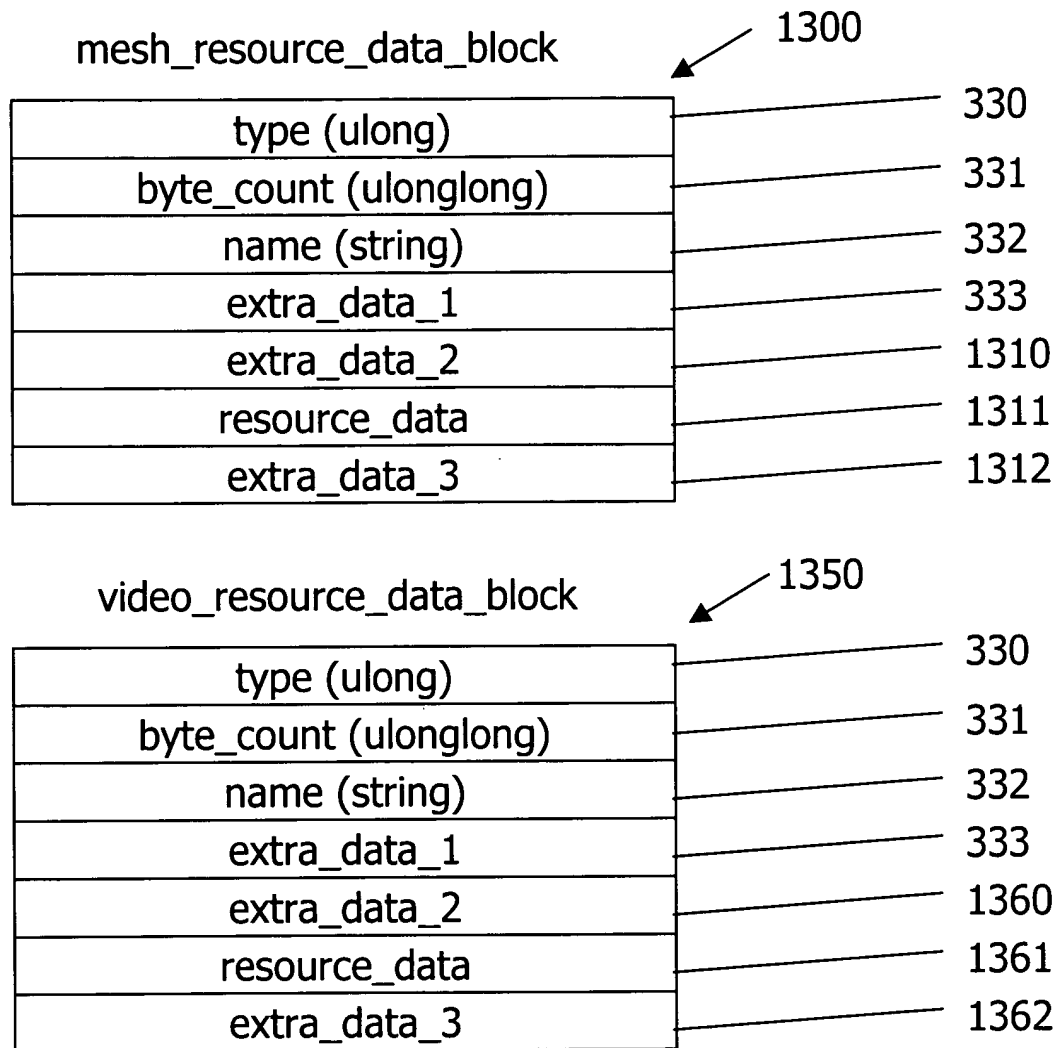 mesh_resource_data_block 1300
type (ulong) 330
byte_count (ulonglong) 331
name (string) 332
extra_data_1 333
extra_data_2 1310
resource_data 1311
extra_data_3 1312
video_resource_data_block 1350
type (ulong) 330
byte_count (ulonglong) 331
name (string) 332
extra_data_1 333
extra_data_2 1360
resource_data 1361
extra_data_3 1362